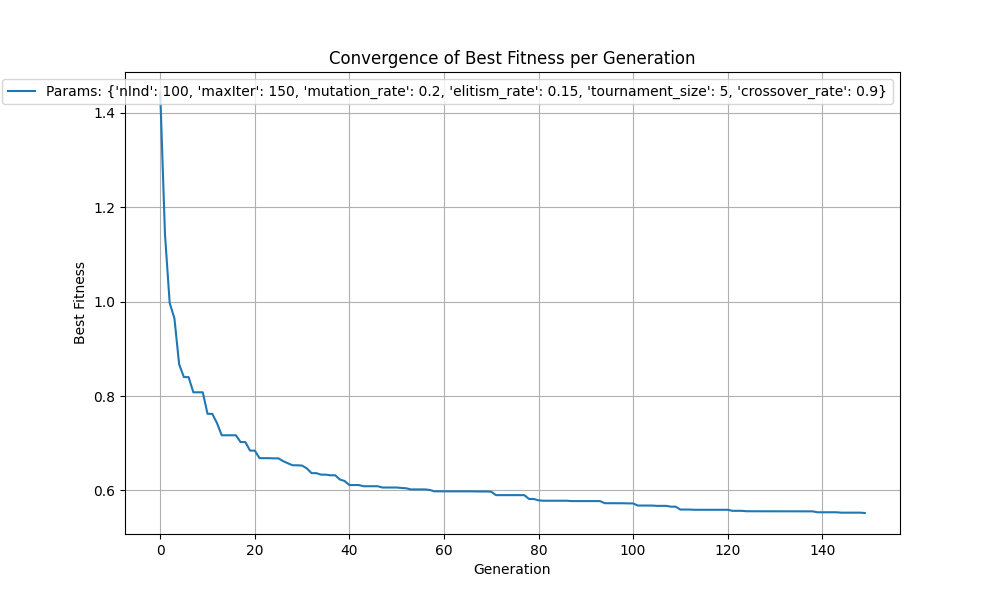 Convergence of Best Fitness per Generation
Params: {'nInd': 100, 'maxIter': 150, 'mutation_rate': 0.2, 'elitism_rate': 0.15, 'tournament_size': 5, 'crossover_rate': 0.9}
Best Fitness
1.4
1.2
1.0
0.8
0.6
0 20 40 60 80 100 120 140
Generation